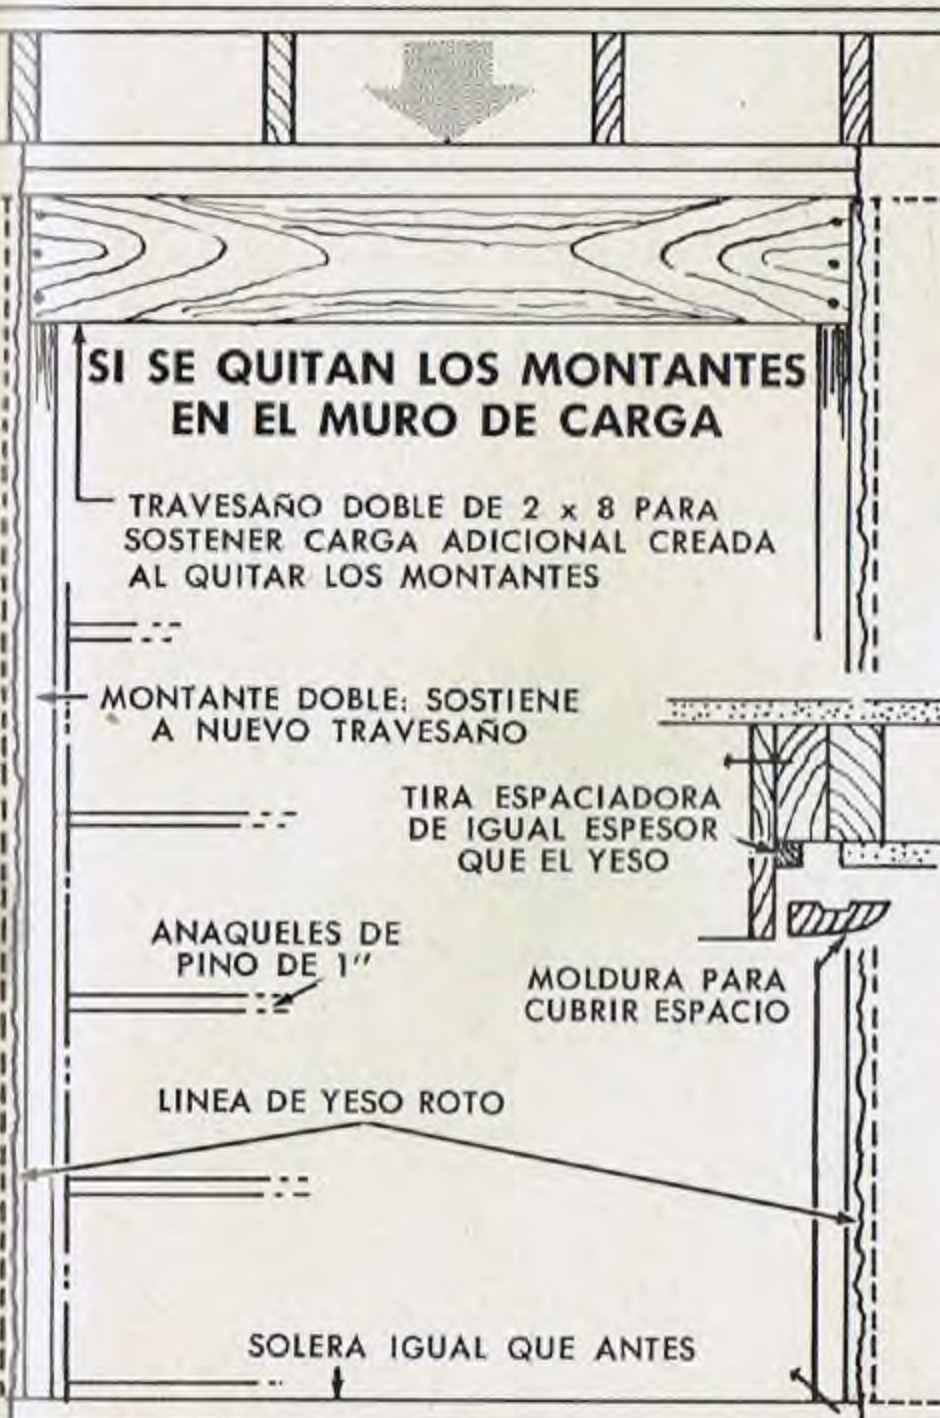 SI SE QUITAN LOS MONTANTES
EN EL MURO DE CARGA
TRAVESAÑO DOBLE DE 2 x 8 PARA
SOSTENER CARGA ADICIONAL CREADA
AL QUITAR LOS MONTANTES
MONTANTE DOBLE: SOSTIENE
A NUEVO TRAVESAÑO
TIRA ESPACIADORA
DE IGUAL ESPESOR
QUE EL YESO
ANAQUELES DE
PINO DE 1"
MOLDURA PARA
CUBRIR ESPACIO
LINEA DE YESO ROTO
SOLERA IGUAL QUE ANTES